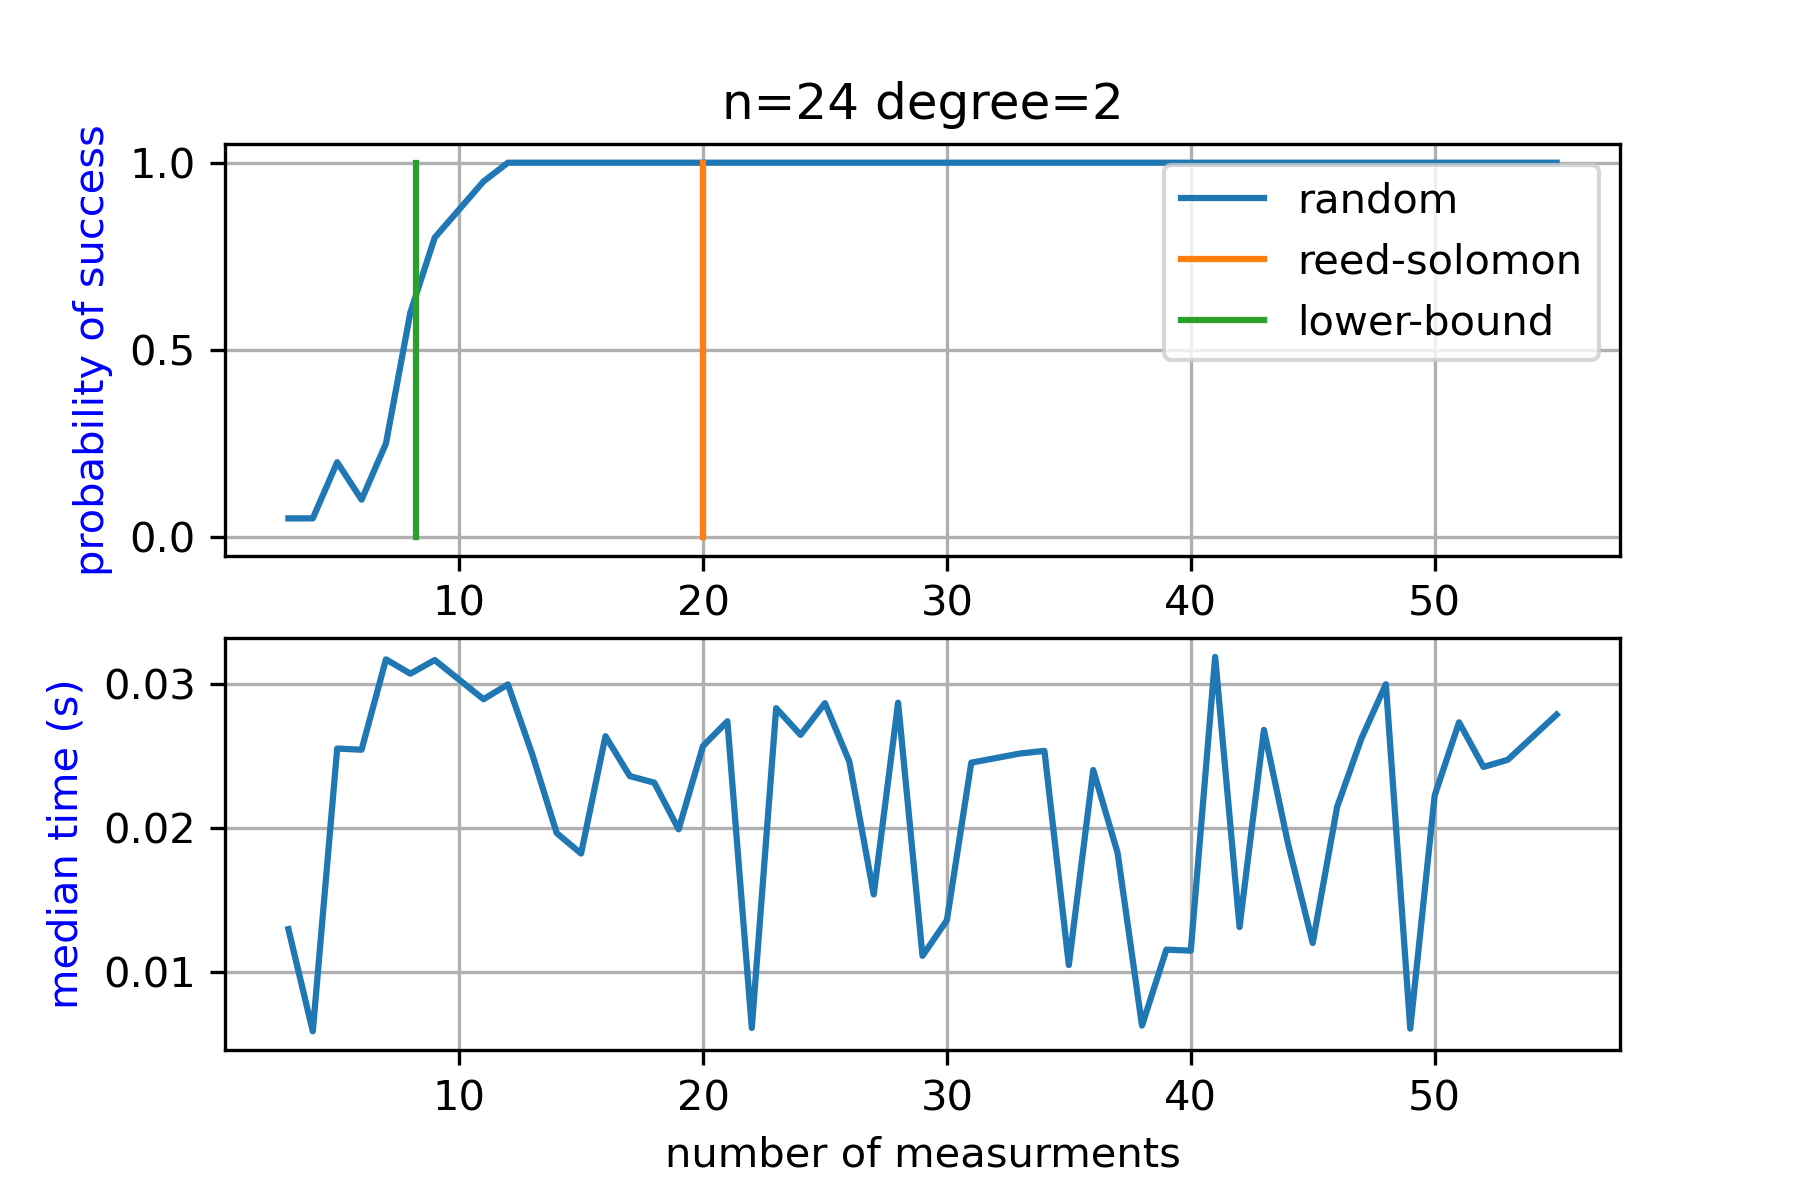 n=24 degree=2
probability of success
1.0
0.5
0.0
random
reed-solomon
lower-bound
10 20 30 40 50
median time (s)
0.03
0.02
0.01
10 20 30 40 50
number of measurments